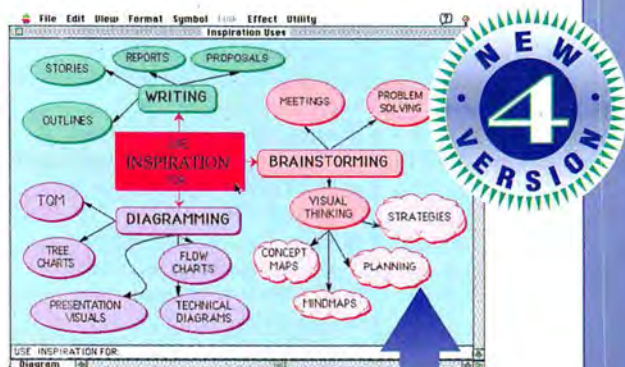 File Edit View Format Symbol Link Effect Utility
Inspiration Uses
STORIES
REPORTS
PROPOSALS
WRITING
OUTLINES
MEETINGS
PROBLEM
SOLVING
USE
INSPIRATION
FOR
BRAINSTORMING
TQM
DIAGRAMMING
VISUAL
THINKING
STRATEGIES
TREE
CHARTS
FLOW
CHARTS
CONCEPT
MAPS
PLANNING
PRESENTATION
VISUALS
TECHNICAL
DIAGRAMS
MINDMAPS
USE INSPIRATION FOR:
Diagram
NEW
4
VERSION